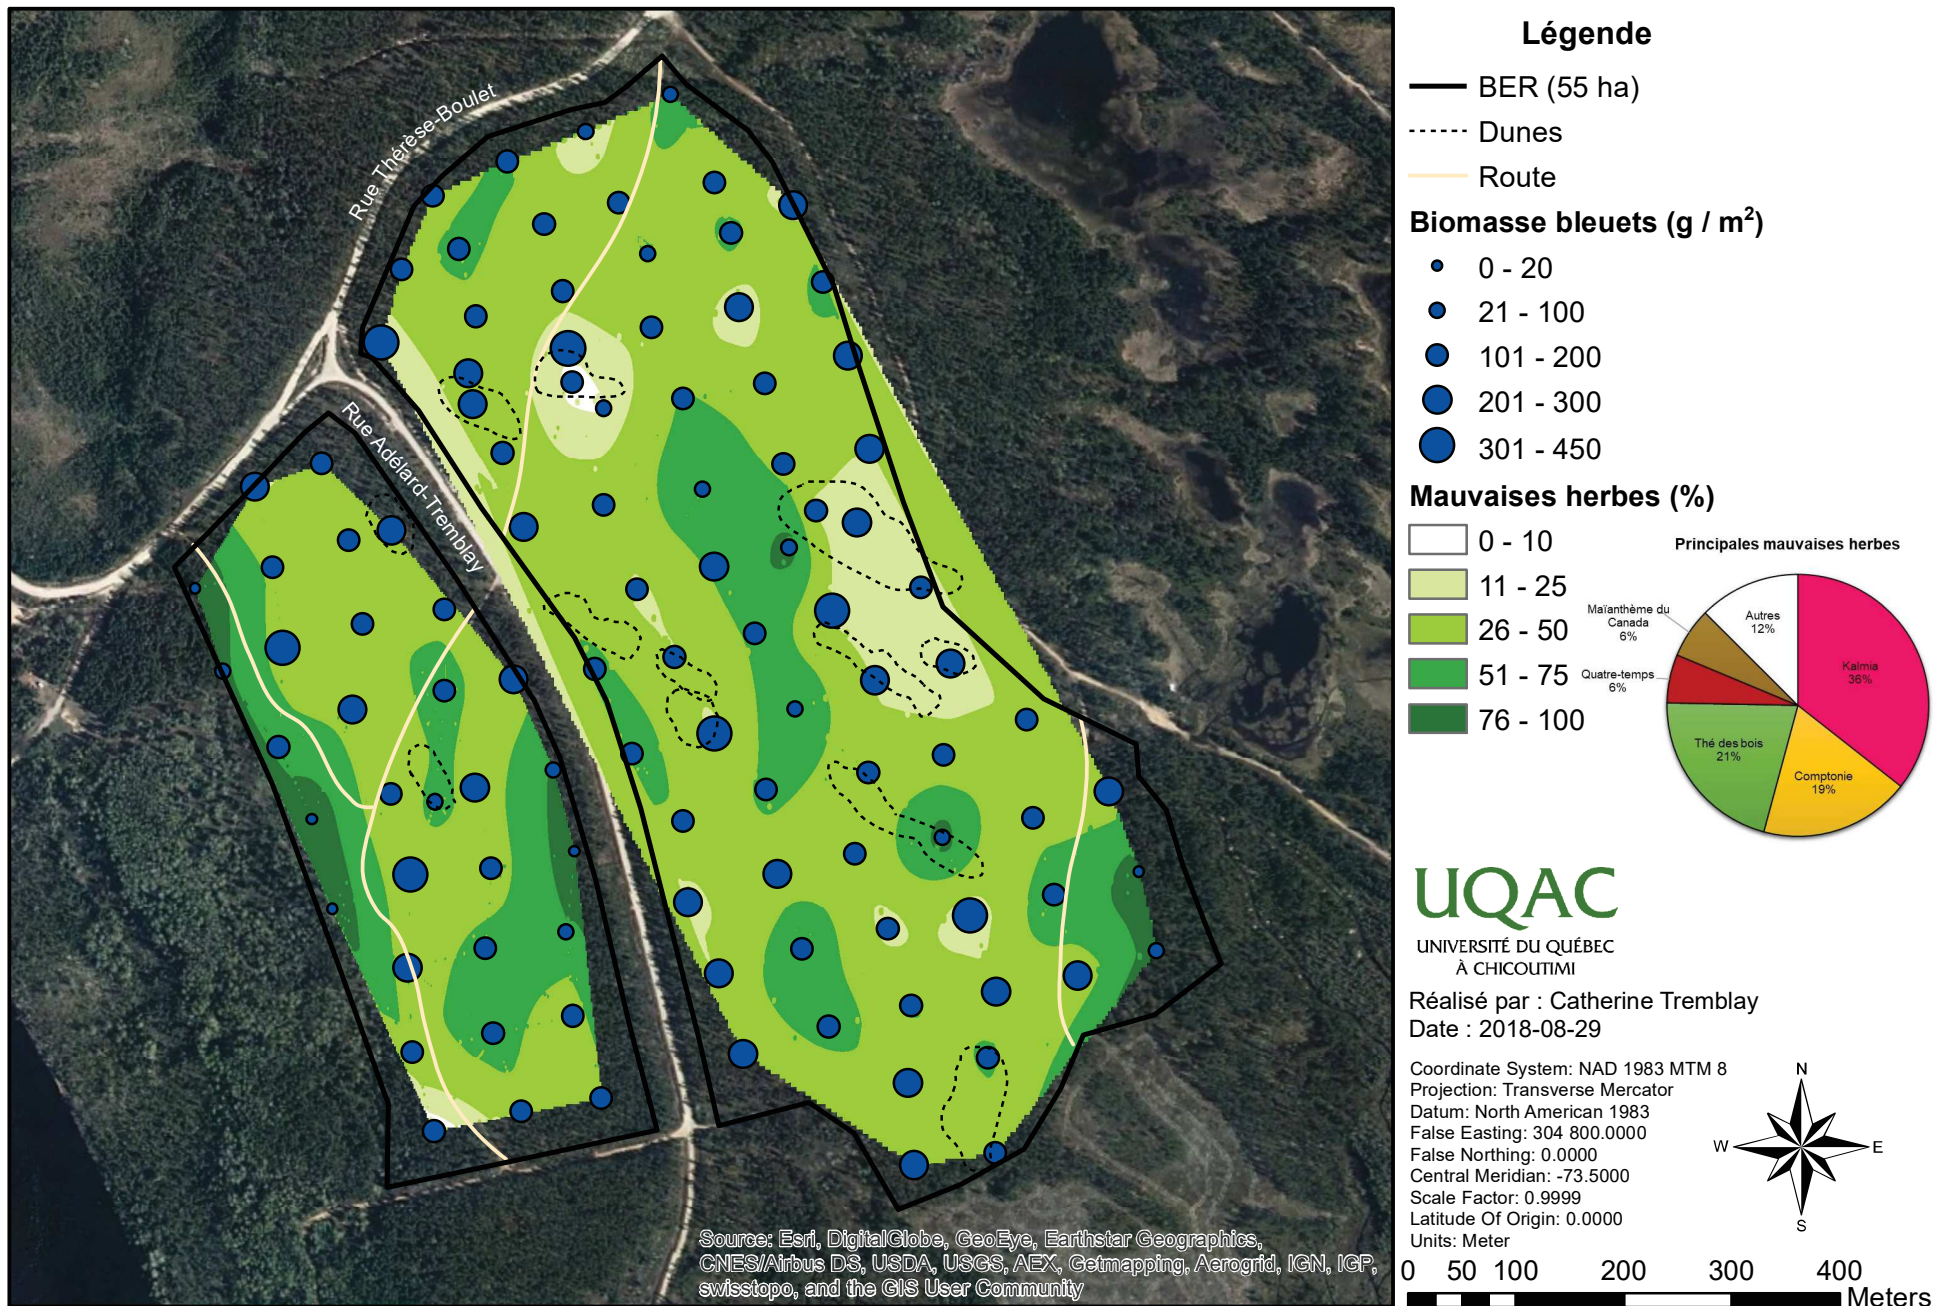 Rue Thérèse-Boulet
Rue Adélard-Tremblay
Source: Esri, DigitalGlobe, GeoEye, Earthstar Geographics,
CNES/Airbus DS, USDA, USGS, AEX, Getmapping, Aerogrid, IGN, IGP,
swisstopo, and the GIS User Community
Légende
BER (55 ha)
Dunes
Route
Biomasse bleuets (g / m²)
0 - 20
21 - 100
101 - 200
201 - 300
301 - 450
Mauvaises herbes (%)
0 - 10
11 - 25
26 - 50
51 - 75
76 - 100
Principales mauvaises herbes
Kalmia
36%
Comptonie
19%
Thé des bois
21%
Quatre-temps
6%
Maïanthème du
Canada
6%
Autres
12%
UQAC
UNIVERSITÉ DU QUÉBEC
À CHICOUTIMI
Réalisé par : Catherine Tremblay
Date : 2018-08-29
Coordinate System: NAD 1983 MTM 8
Projection: Transverse Mercator
Datum: North American 1983
False Easting: 304 800.0000
False Northing: 0.0000
Central Meridian: -73.5000
Scale Factor: 0.9999
Latitude Of Origin: 0.0000
Units: Meter
N
W
E
S
0 50 100 200 300 400
Meters